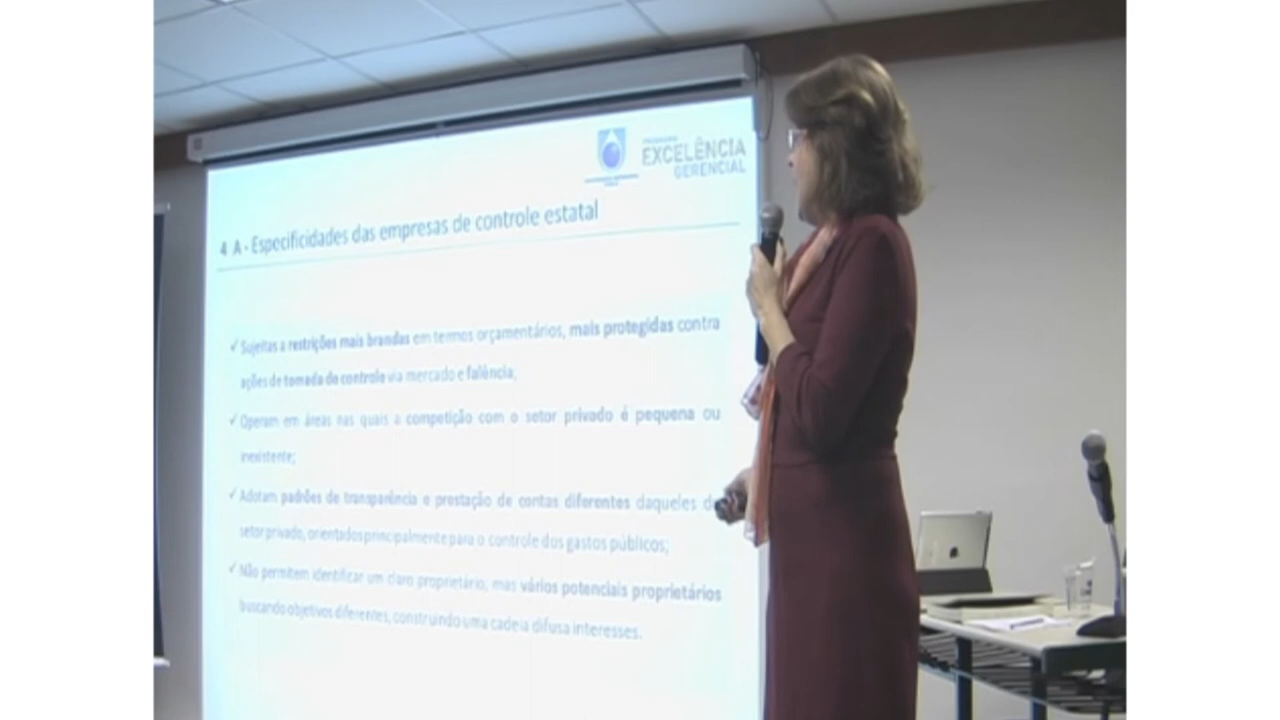 EXCELÊNCIA
GERENCIAL
4 A - Especificidades das empresas de controle estatal
✓ Sujeitas a restrições mais brandas em termos orçamentários, mais protegidas contra
ações de tomada de controle via mercado e falência;
✓ Operam em áreas nas quais a competição com o setor privado é pequena ou
inexistente;
✓ Adotam padrões de transparência e prestação de contas diferentes daqueles
setor privado, orientados principalmente para o controle dos gastos públicos;
✓ Não permitem identificar um claro proprietário, mas vários potenciais proprietários
buscando objetivos diferentes, construindo uma cadeia difusa interesses.